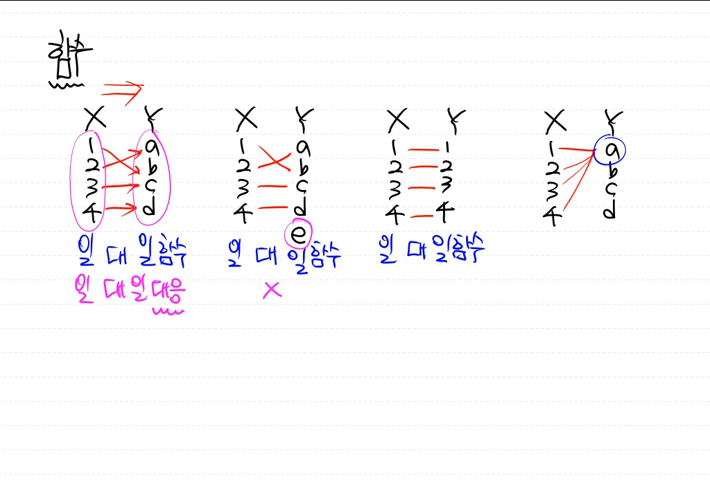 함수
X Y X Y X Y X Y
1 a 1 a 1 1 1 a
2 b 2 b 2 2 2 b
3 c 3 c 3 3 3 c
4 d 4 d 4 4 4 d
e
일 대 일함수 일 대 일함수 일 대 일함수
일 대 일대응 X